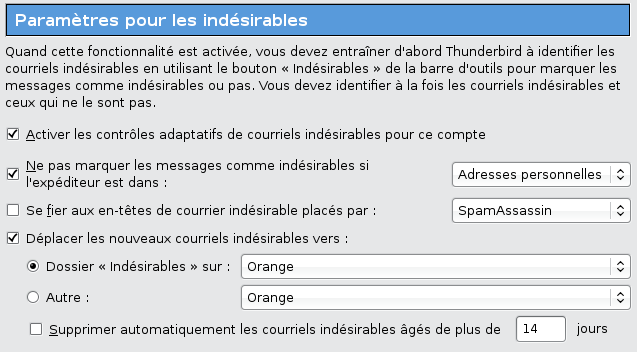 Paramètres pour les indésirables
Quand cette fonctionnalité est activée, vous devez entraîner d'abord Thunderbird à identifier les
courriels indésirables en utilisant le bouton « Indésirables » de la barre d'outils pour marquer les
messages comme indésirables ou pas. Vous devez identifier à la fois les courriels indésirables et
ceux qui ne le sont pas.
Activer les contrôles adaptatifs de courriels indésirables pour ce compte
Ne pas marquer les messages comme indésirables si
l'expéditeur est dans :
Adresses personnelles
Se fier aux en-têtes de courrier indésirable placés par :
SpamAssassin
Déplacer les nouveaux courriels indésirables vers :
Dossier « Indésirables » sur :
Orange
Autre :
Orange
Supprimer automatiquement les courriels indésirables âgés de plus de
14
jours